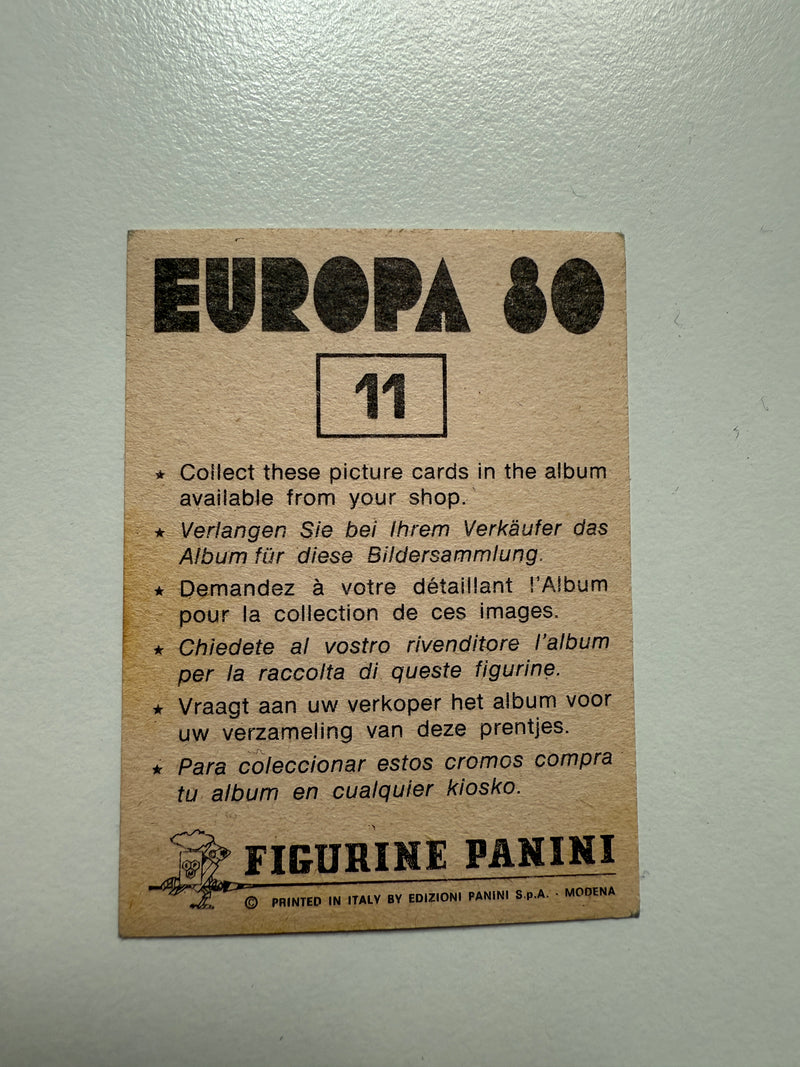 EUROPA 80
11
★ Collect these picture cards in the album
available from your shop.
★ Verlangen Sie bei Ihrem Verkäufer das
Album für diese Bildersammlung.
★ Demandez à votre détaillant l'Album
pour la collection de ces images.
★ Chiedete al vostro rivenditore l'album
per la raccolta di queste figurine.
★ Vraagt aan uw verkoper het album voor
uw verzameling van deze prentjes.
★ Para coleccionar estos cromos compra
tu album en cualquier kiosko.
FIGURINE PANINI
© PRINTED IN ITALY BY EDIZIONI PANINI S.p.A. · MODENA